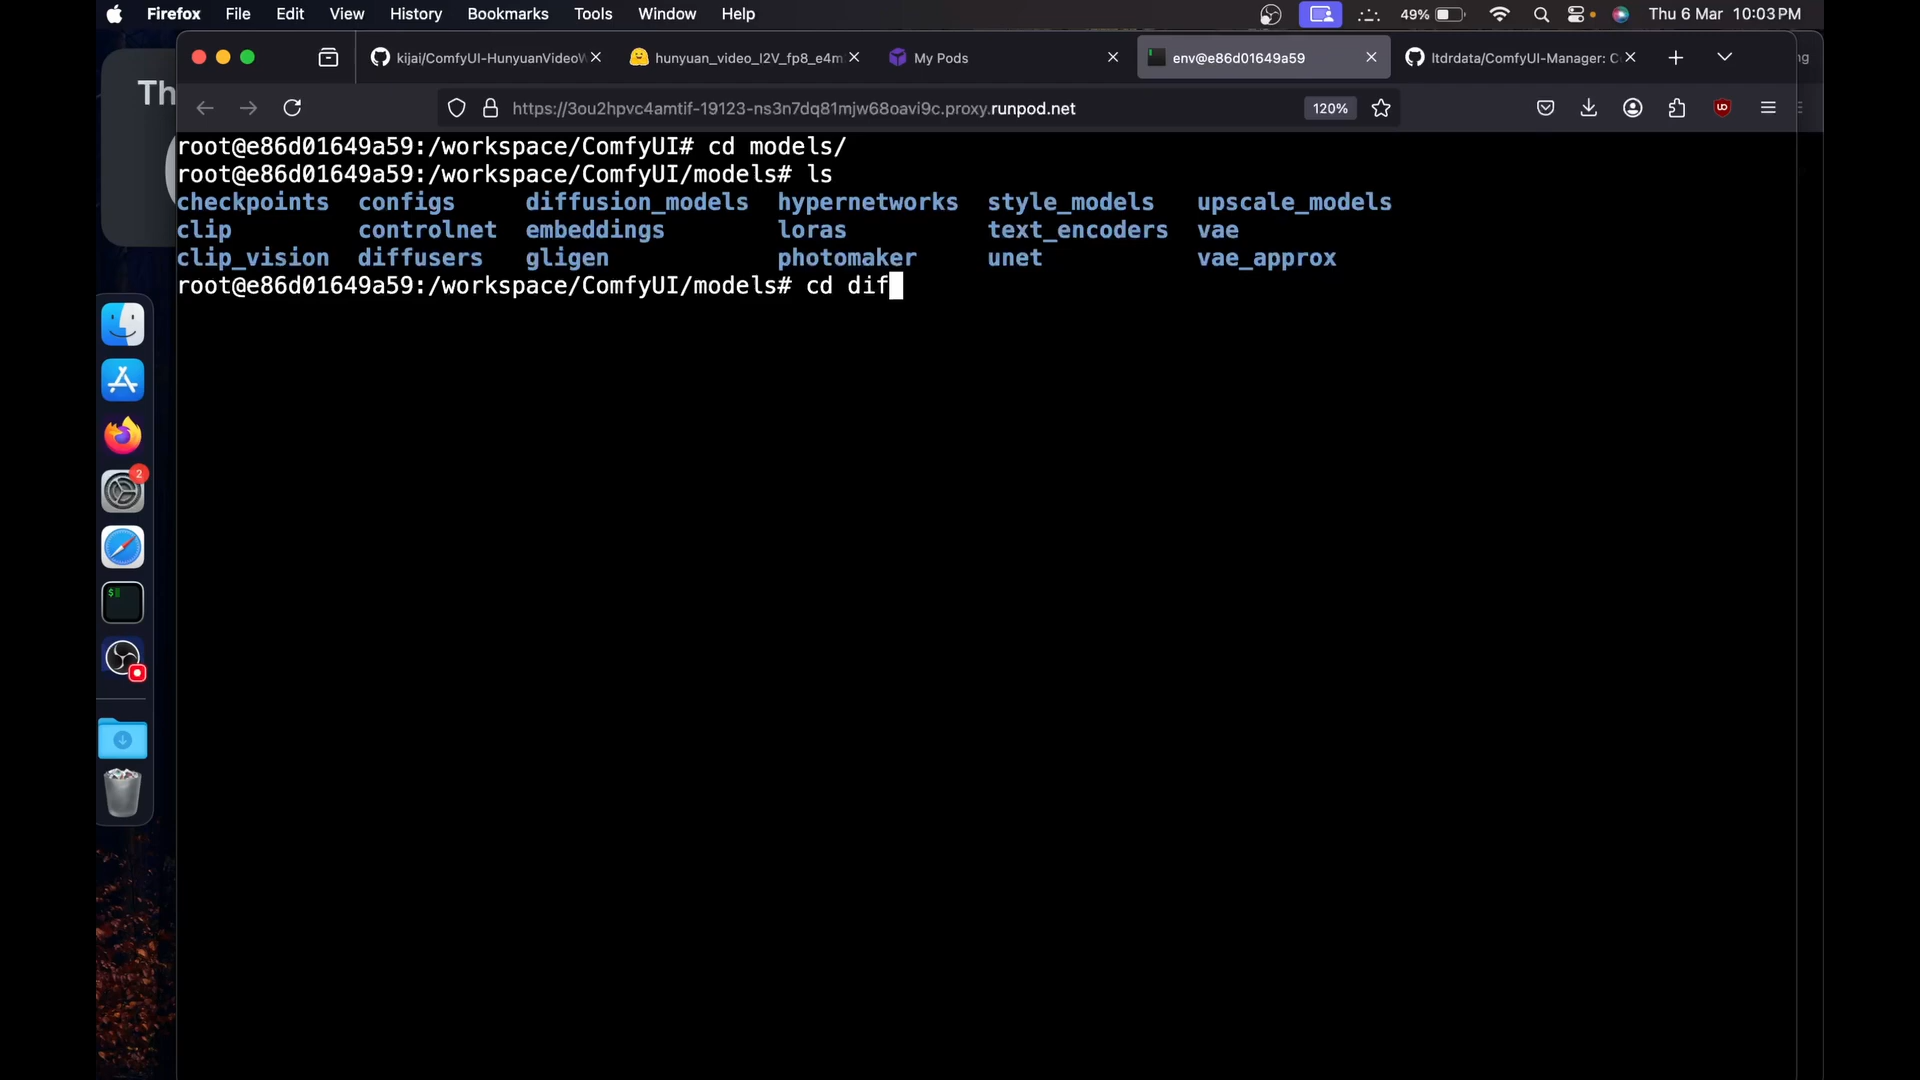 Firefox File Edit View History Bookmarks Tools Window Help 49% Thu 6 Mar 10:03 PM
Th
kijai/ComfyUI-HunyuanVideoW hunyuan_video_I2V_fp8_e4m My Pods env@e86d01649a59 ltdrdata/ComfyUI-Manager: C ng
https://3ou2hpvc4amtif-19123-ns3n7dq81mjw68oavi9c.proxy.runpod.net 120%
root@e86d01649a59:/workspace/ComfyUI# cd models/
root@e86d01649a59:/workspace/ComfyUI/models# ls
checkpoints configs diffusion_models hypernetworks style_models upscale_models
clip controlnet embeddings loras text_encoders vae
clip_vision diffusers gligen photomaker unet vae_approx
root@e86d01649a59:/workspace/ComfyUI/models# cd dif
2
$